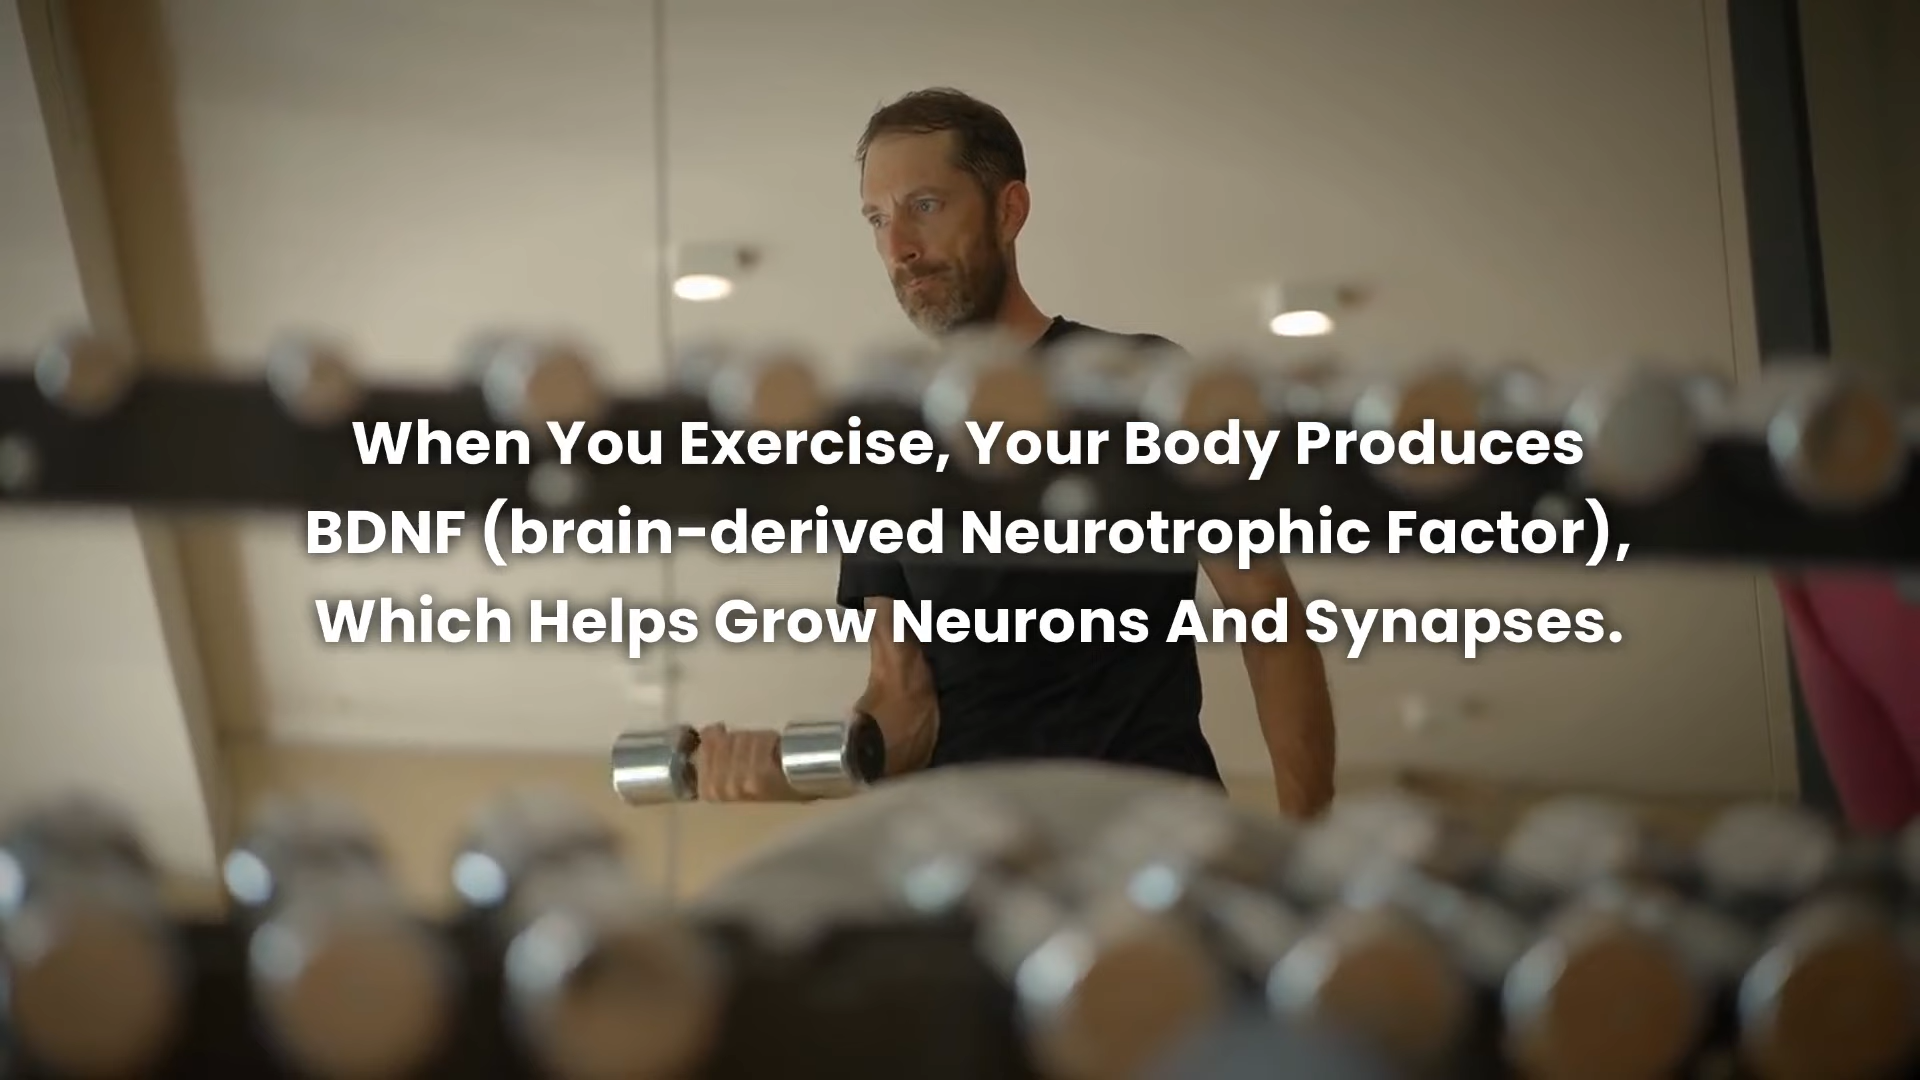 When You Exercise, Your Body Produces
BDNF (brain-derived Neurotrophic Factor),
Which Helps Grow Neurons And Synapses.